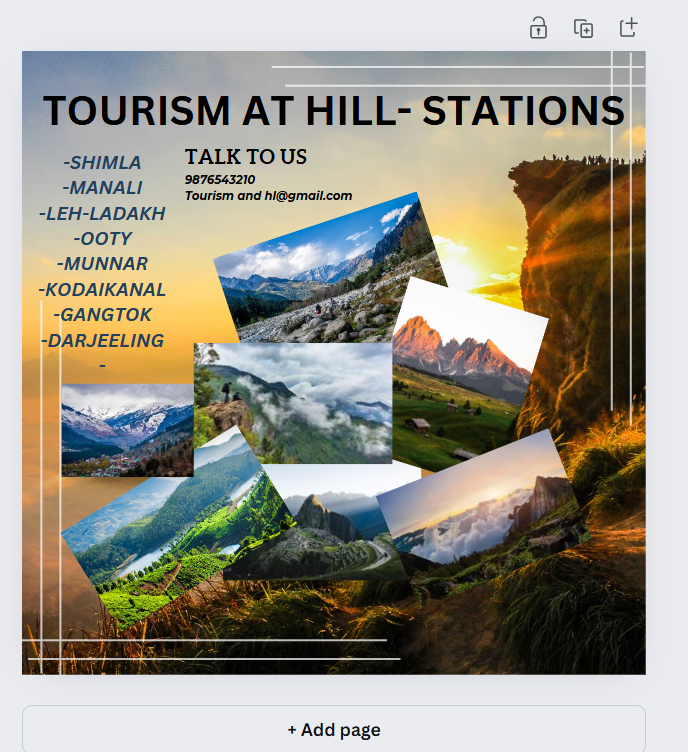 TOURISM AT HILL- STATIONS
-SHIMLA
-MANALI
-LEH-LADAKH
-OOTY
-MUNNAR
-KODAIKANAL
-GANGTOK
-DARJEELING
-
TALK TO US
9876543210
Tourism and hl@gmail.com
+ Add page